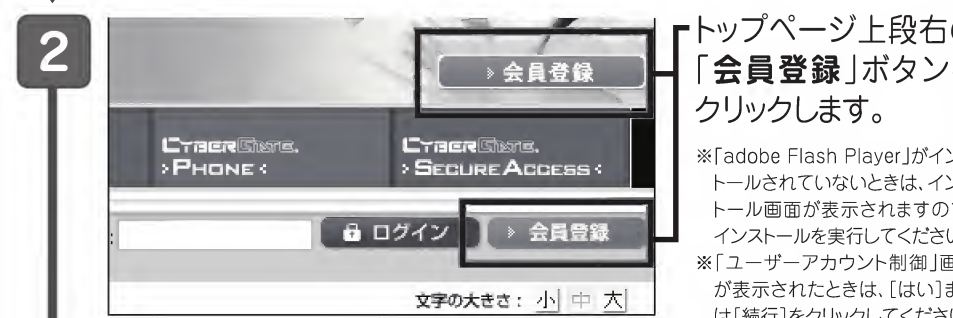 2
会員登録
CYBERGATE.
›PHONE‹
CYBERGATE.
›SECUREACCESS‹
ログイン
会員登録
文字の大きさ： 小 中 大
トップページ上段右
「会員登録」ボタン
クリックします。
※「adobe Flash Player」がイン
トールされていないときは、イン
トール画面が表示されますの
インストールを実行してくださ
※「ユーザーアカウント制御」画
が表示されたときは、[はい]ま
は[続行]をクリックしてくださ